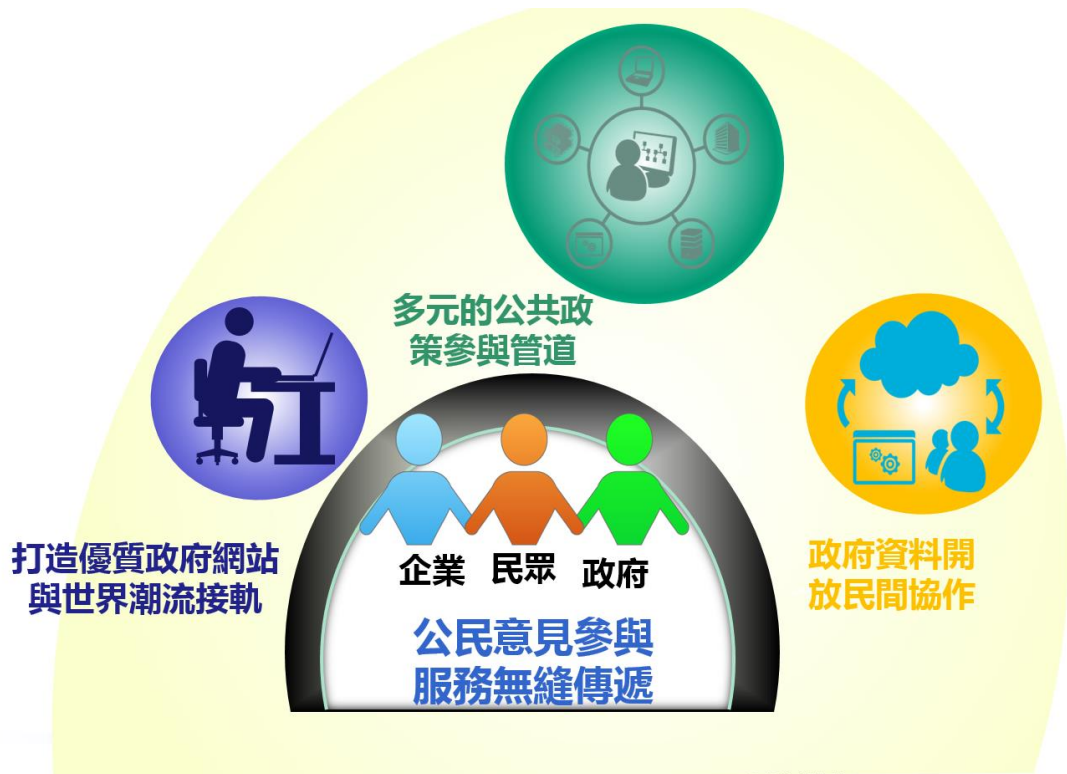 多元的公共政
策參與管道
打造優質政府網站
與世界潮流接軌
企業 民眾 政府
公民意見參與
服務無縫傳遞
政府資料開
放民間協作